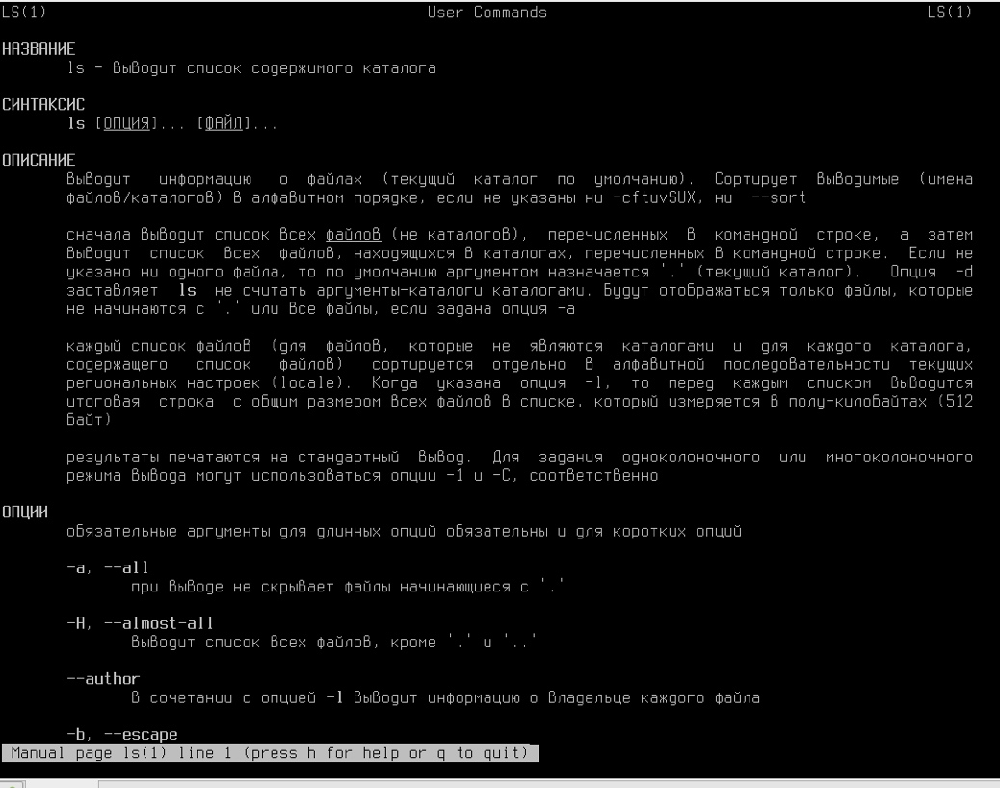 LS(1) User Commands LS(1)
НАЗВАНИЕ
ls - выводит список содержимого каталога
СИНТАКСИС
ls [ОПЦИЯ]... [ФАЙЛ]...
ОПИСАНИЕ
выводит информацию о файлах (текущий каталог по умолчанию). Сортирует выводимые (имена
файлов/каталогов) в алфавитном порядке, если не указаны ни -cftuvSUX, ни --sort
сначала выводит список всех файлов (не каталогов), перечисленных в командной строке, а затем
выводит список всех файлов, находящихся в каталогах, перечисленных в командной строке. Если не
указано ни одного файла, то по умолчанию аргументом назначается '.' (текущий каталог). Опция -d
заставляет ls не считать аргументы-каталоги каталогами. Будут отображаться только файлы, которые
не начинаются с '.' или все файлы, если задана опция -a
каждый список файлов (для файлов, которые не являются каталогами и для каждого каталога,
содержащего список файлов) сортируется отдельно в алфавитной последовательности текущих
региональных настроек (locale). Когда указана опция -l, то перед каждым списком выводится
итоговая строка с общим размером всех файлов в списке, который измеряется в полу-килобайтах (512
байт)
результаты печатаются на стандартный вывод. Для задания одноколоночного или многоколоночного
режима вывода могут использоваться опции -1 и -C, соответственно
ОПЦИИ
обязательные аргументы для длинных опций обязательны и для коротких опций
-a, --all
при выводе не скрывает файлы начинающиеся с '.'
-A, --almost-all
выводит список всех файлов, кроме '.' и '..'
--author
в сочетании с опцией -l выводит информацию о владельце каждого файла
-b, --escape
Manual page ls(1) line 1 (press h for help or q to quit)